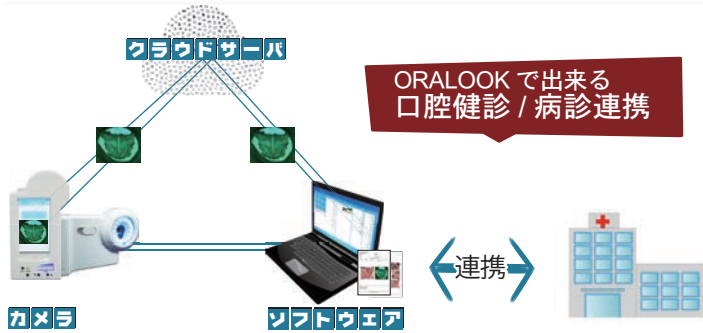 クラウドサーバ
ORALOOK で出来る
口腔健診 / 病診連携
連携
カメラ
ソフトウェア